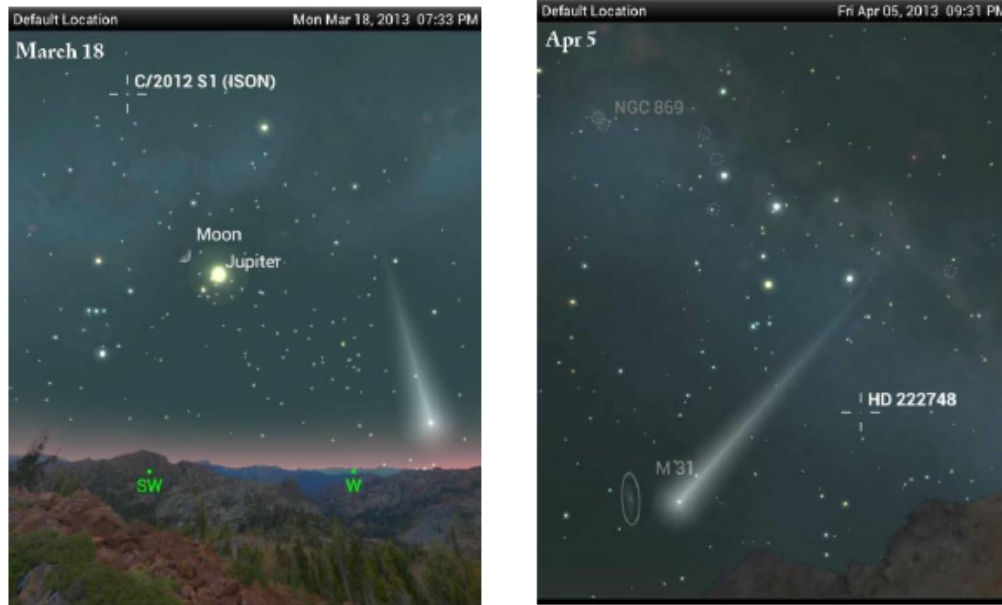 Default Location Mon Mar 18, 2013 07:33 PM
March 18
C/2012 S1 (ISON)
Moon
Jupiter
SW
W
Default Location Fri Apr 05, 2013 09:31 PM
Apr 5
NGC 869
HD 222748
M 31